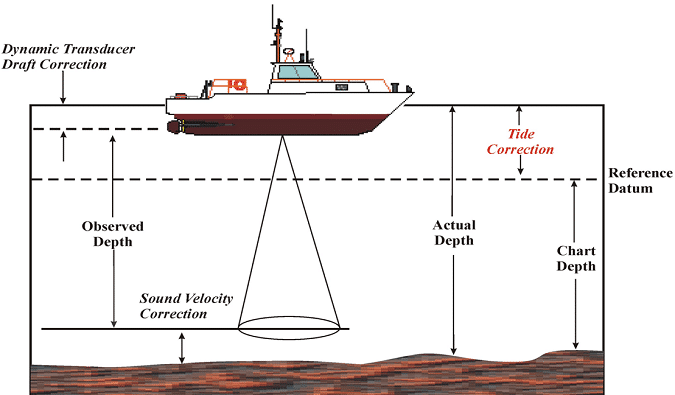 Dynamic Transducer
Draft Correction
Tide
Correction
Reference
Datum
Observed
Depth
Actual
Depth
Chart
Depth
Sound Velocity
Correction